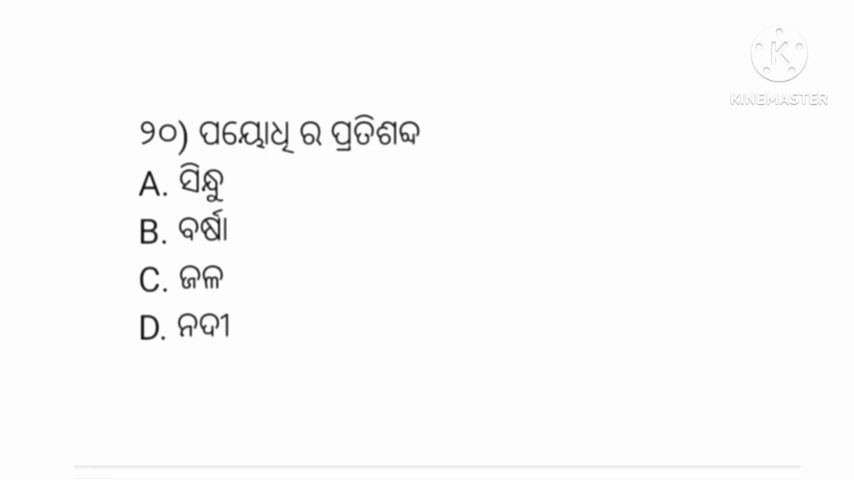 KINEMASTER
୨୦) ପୟୋଧି ର ପ୍ରତିଶବ୍ଦ
A. ସିନ୍ଧୁ
B. ବର୍ଷା
C. ଜଳ
D. ନଦୀ